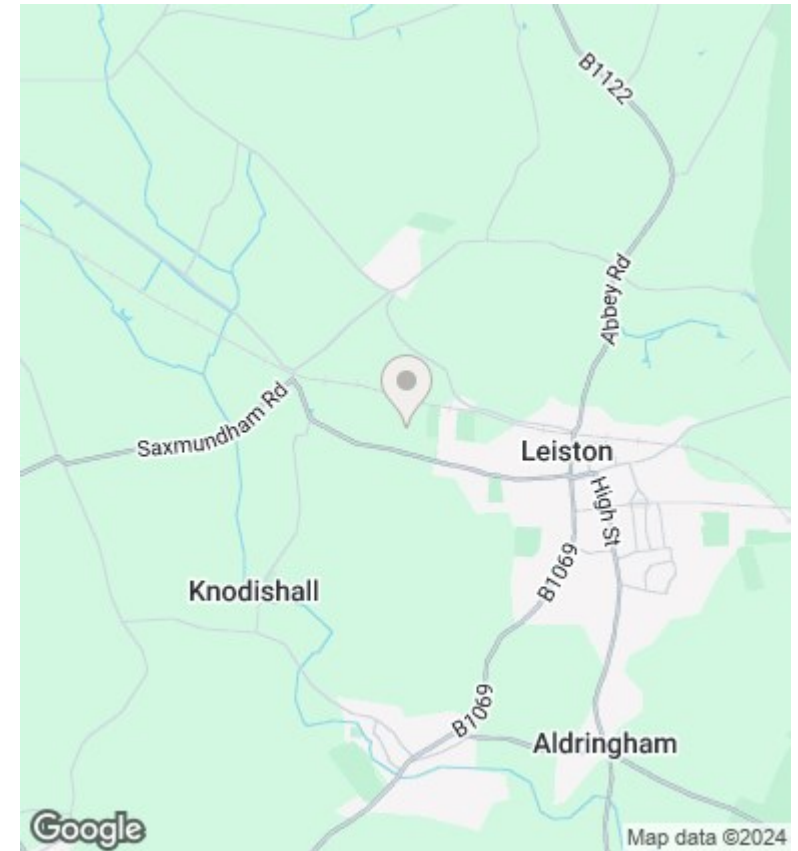 B1122
Abbey Rd
Saxmundham Rd
Leiston
High St
Knodishall
B1069
B1069
Aldringham
Google
Map data ©2024